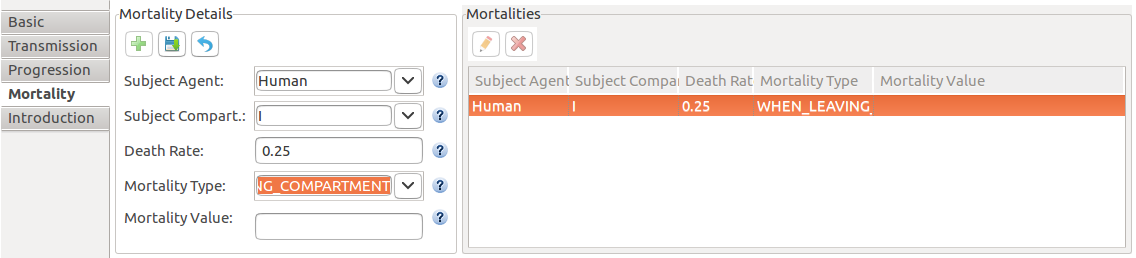 Basic
Transmission
Progression
Mortality
Introduction
Mortality Details
Subject Agent: Human ?
Subject Compart.: I ?
Death Rate: 0.25 ?
Mortality Type: NG_COMPARTMENT ?
Mortality Value: ?
Mortalities
Subject Agent Subject Compar Death Rat Mortality Type Mortality Value
Human I 0.25 WHEN_LEAVING_